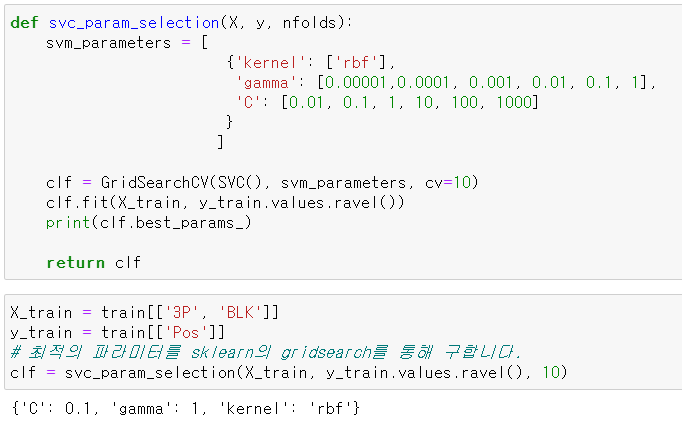 def svc_param_selection(X, y, nfolds):
svm_parameters = [
{'kernel': ['rbf'],
'gamma': [0.00001,0.0001, 0.001, 0.01, 0.1, 1],
'C': [0.01, 0.1, 1, 10, 100, 1000]
}
]
clf = GridSearchCV(SVC(), svm_parameters, cv=10)
clf.fit(X_train, y_train.values.ravel())
print(clf.best_params_)
return clf
X_train = train[['3P', 'BLK']]
y_train = train[['Pos']]
# 최적의 파라미터를 sklearn의 gridsearch를 통해 구합니다.
clf = svc_param_selection(X_train, y_train.values.ravel(), 10)
{'C': 0.1, 'gamma': 1, 'kernel': 'rbf'}